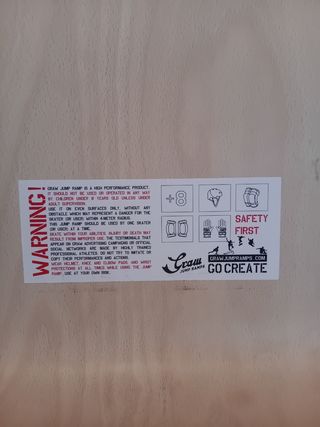 WARNING!
GRAW JUMP RAMP IS A HIGH PERFORMANCE PRODUCT.
IT SHOULD NOT BE USED OR OPERATED IN ANY WAY
BY CHILDREN UNDER 8 YEARS OLD UNLESS UNDER
ADULT SUPERVISION.
USE IT ON EVEN SURFACES ONLY, WITHOUT ANY
OBSTACLE WHICH MAY REPRESENT A DANGER FOR THE
SKATER OR USER, WITHIN 4 METER RADIUS.
THIS JUMP RAMP SHOULD BE USED BY ONE SKATER
OR USER, AT A TIME.
SKATE WITHIN YOUR ABILITIES. INJURY OR DEATH MAY
RESULT FROM IMPROPER USE. THE TESTIMONIALS THAT
APPEAR ON GRAW ADVERTISING CAMPAIGNS OR OFFICIAL
SOCIAL NETWORKS ARE MADE BY HIGHLY TRAINED
PROFESSIONAL ATHLETES. DO NOT TRY TO IMITATE OR
COPY THEIR PERFORMANCES AND ACTIONS.
WEAR HELMET, KNEE AND ELBOW PADS AND WRIST
PROTECTIONS AT ALL TIMES WHILE USING THE JUMP
RAMP. USE AT YOUR OWN RISK.
+8
SAFETY
FIRST
Graw
JUMP RAMPS
GRAWJUMPRAMPS.COM
GO CREATE